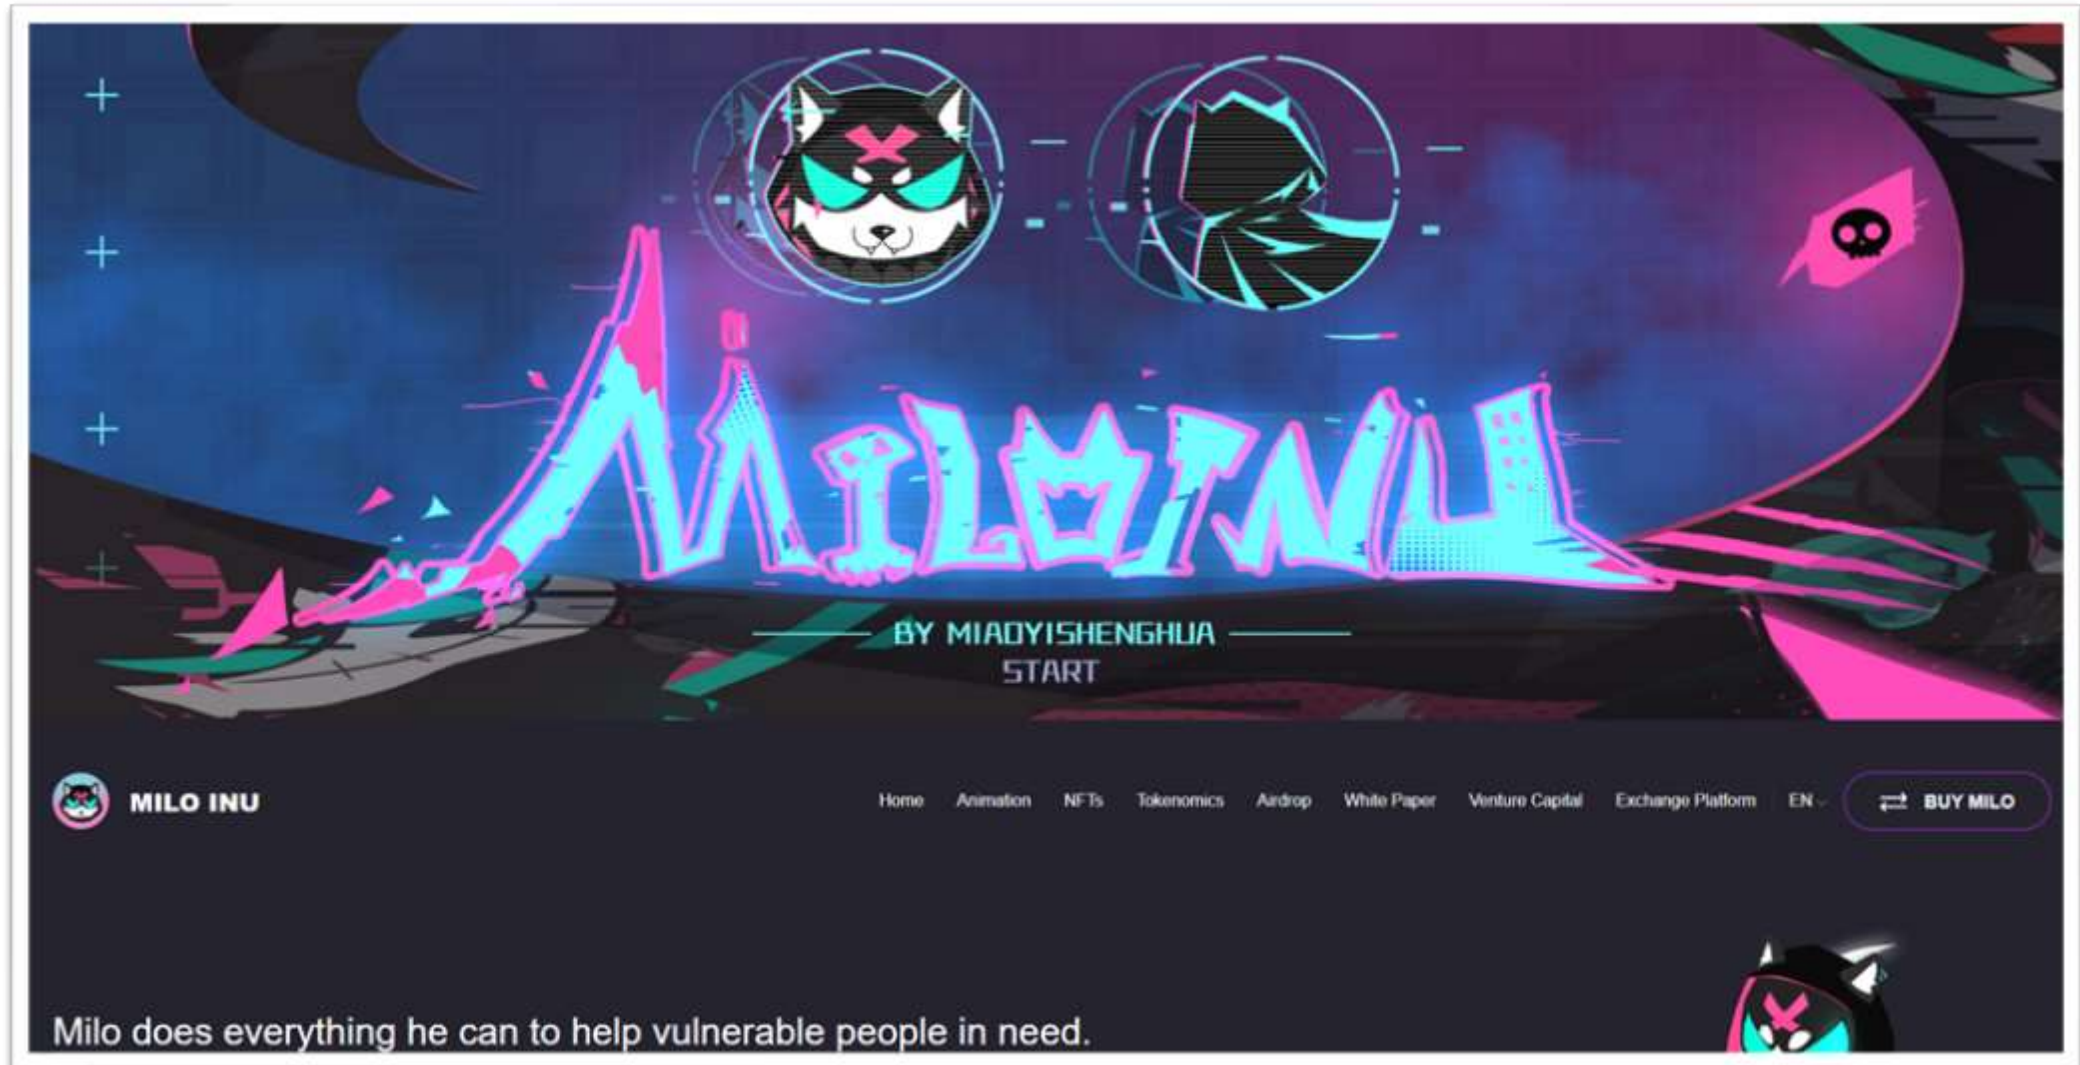 MILOINU
BY MIAOYISHENGHUA
START
MILO INU
Home Animation NFTs Tokenomics Airdrop White Paper Venture Capital Exchange Platform EN BUY MILO
Milo does everything he can to help vulnerable people in need.